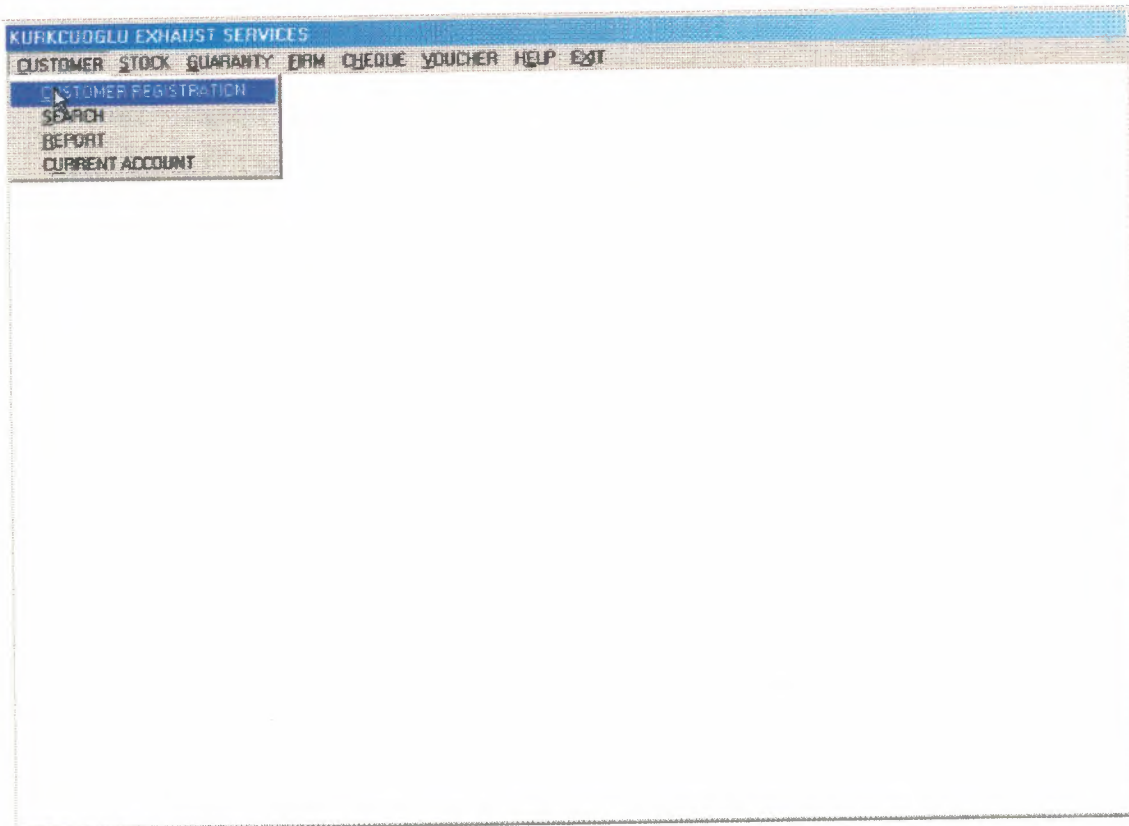 KURKCUOGLU EXHAUST SERVICES
CUSTOMER STOCK GUARANTY FIRM CHEQUE VOUCHER HELP EXIT
CUSTOMER REGISTRATION
SEARCH
REPORT
CURRENT ACCOUNT